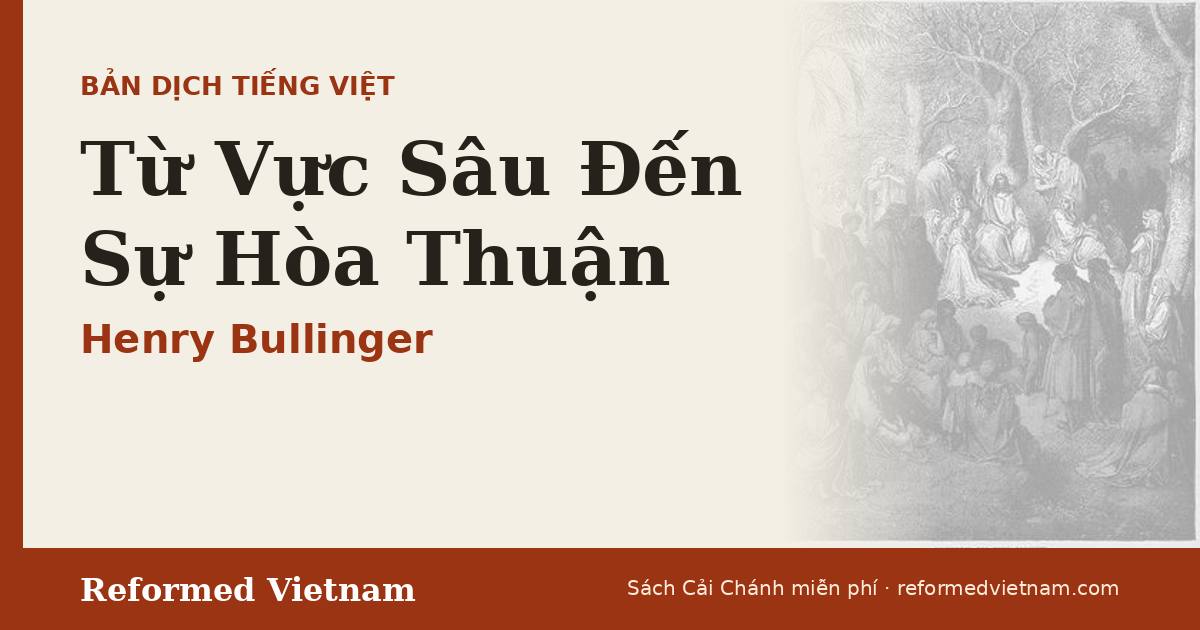 BẢN DỊCH TIẾNG VIỆT
Từ Vực Sâu Đến
Sự Hòa Thuận
Henry Bullinger
Reformed Vietnam
Sách Cải Chánh miễn phí · reformedvietnam.com